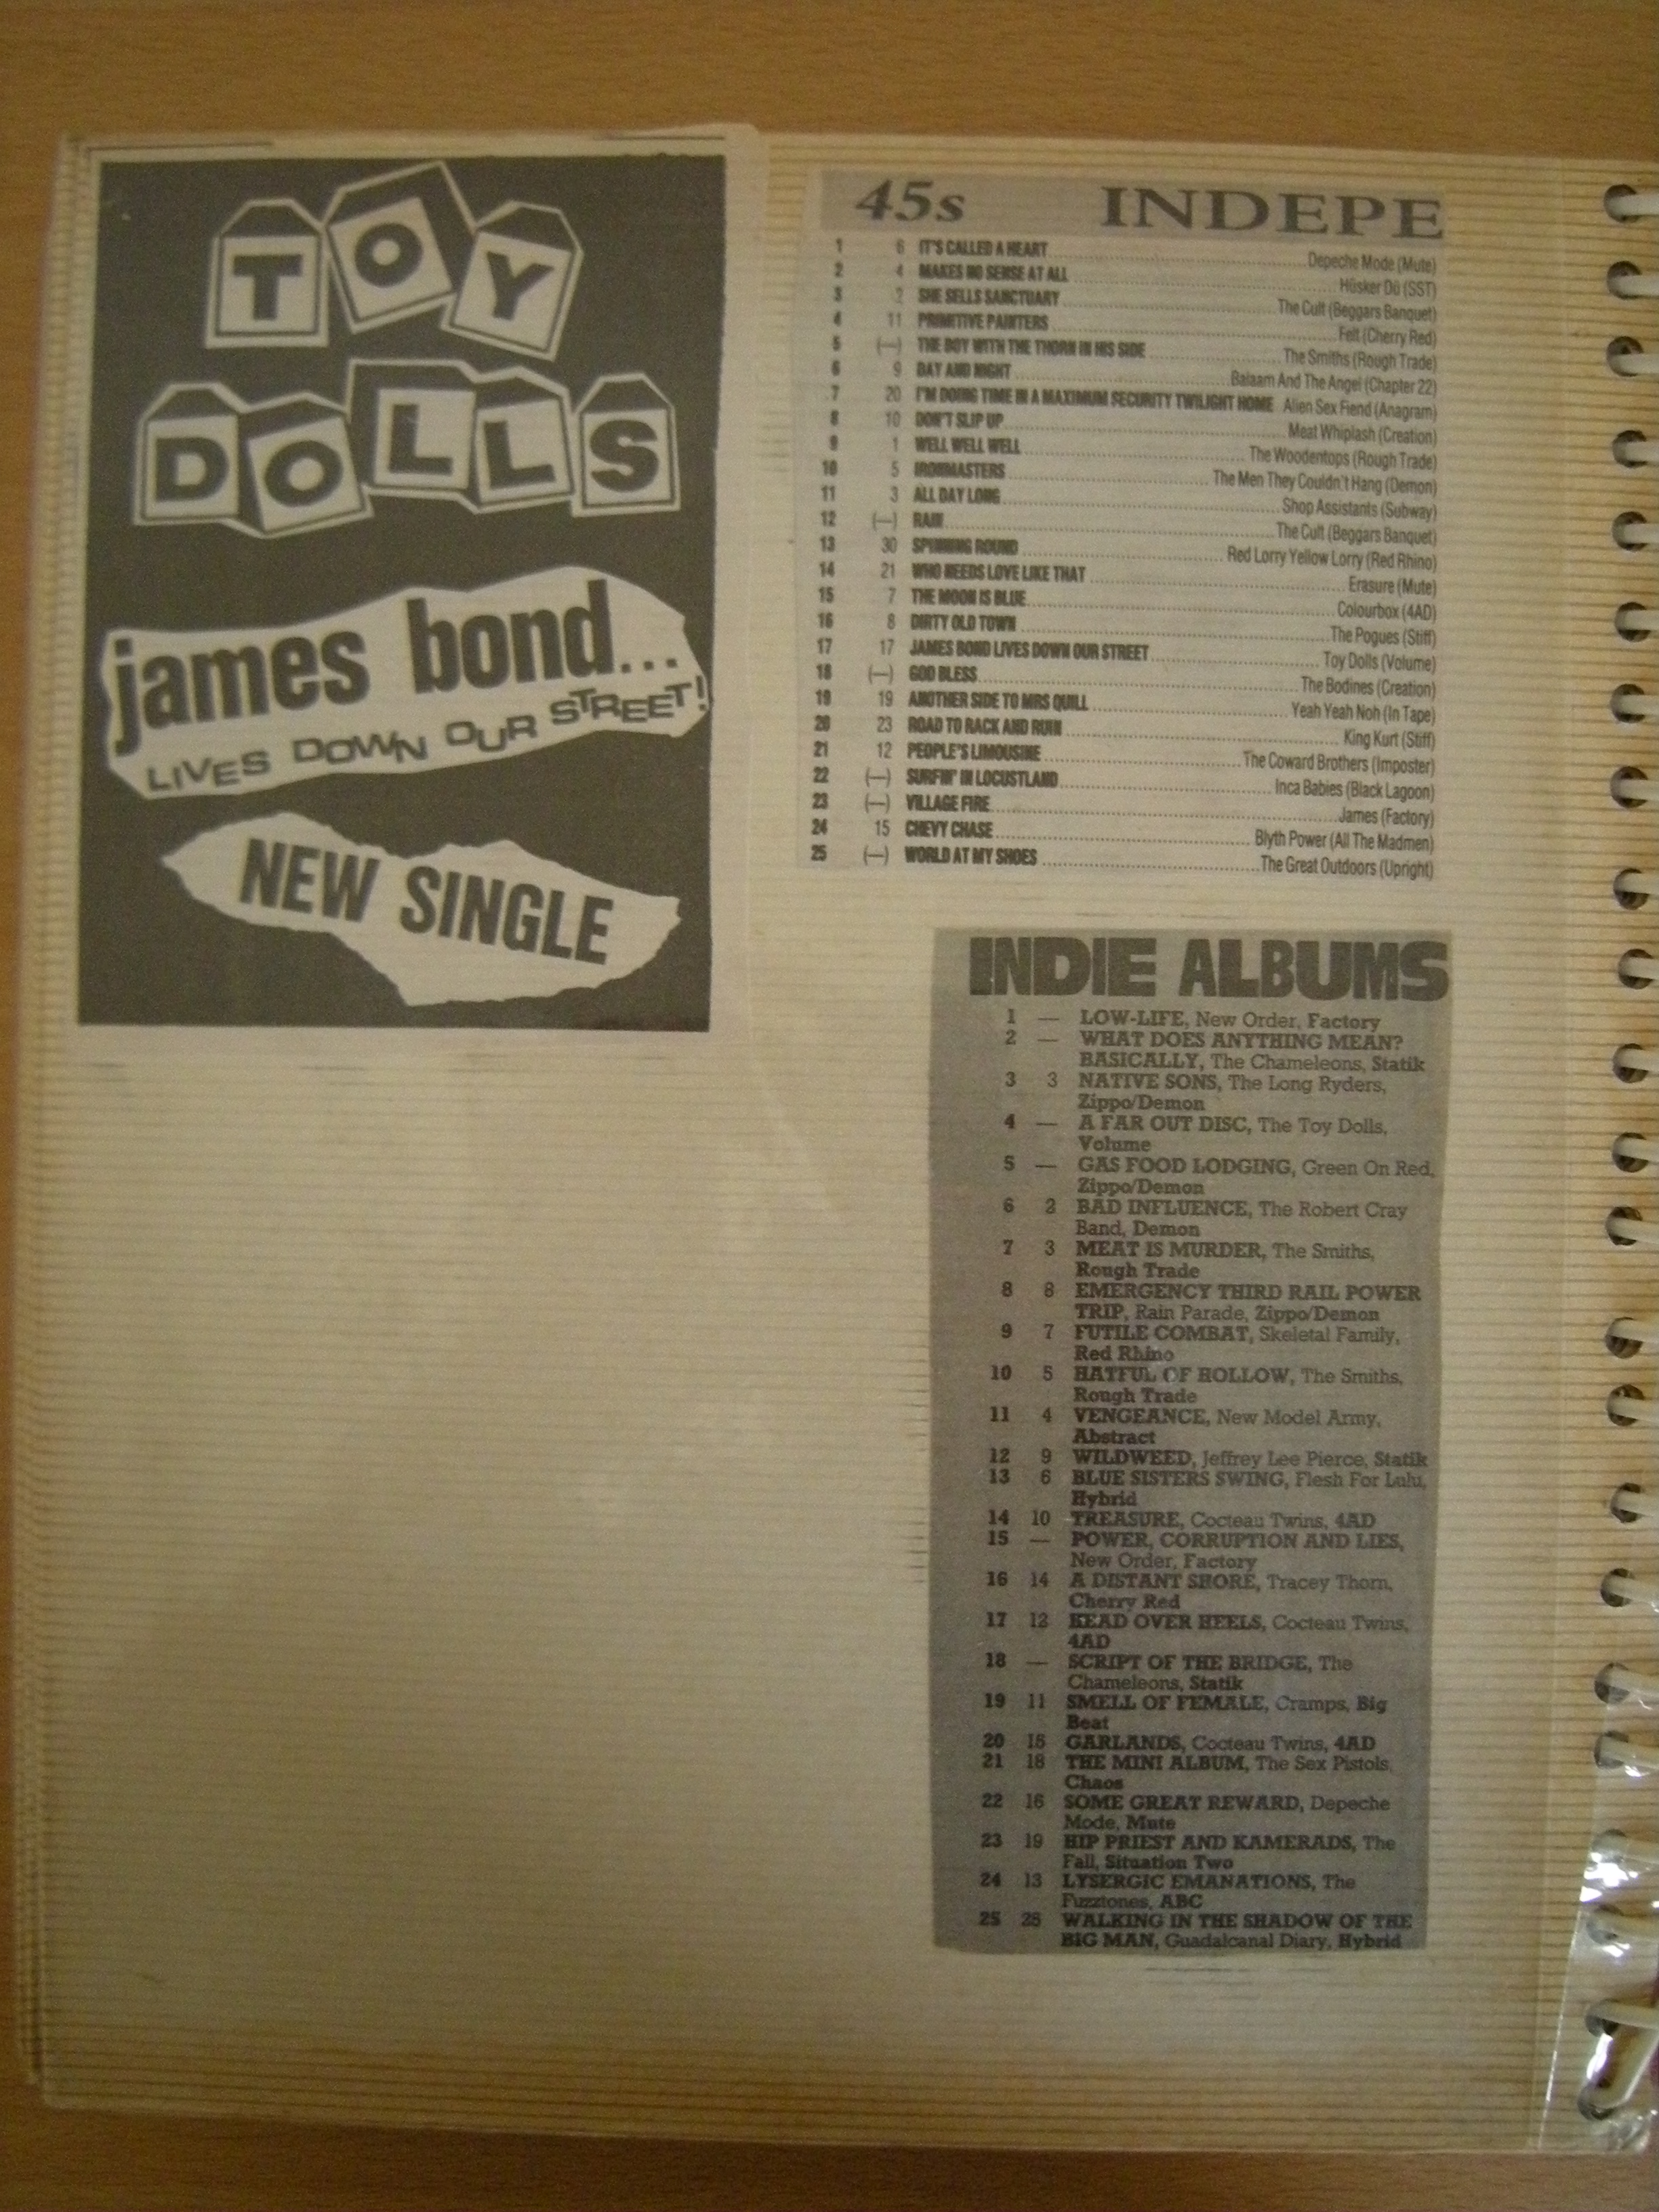 TOY
DOLLS
james bond...
LIVES DOWN OUR STREET!
NEW SINGLE
45s INDEPE
1 6 IT'S CALLED A HEART Depeche Mode (Mute)
2 4 MAKES NO SENSE AT ALL Hüsker Dü (SST)
3 2 SHE SELLS SANCTUARY The Cult (Beggars Banquet)
4 11 PRIMITIVE PAINTERS Felt (Cherry Red)
5 (—) THE BOY WITH THE THORN IN HIS SIDE The Smiths (Rough Trade)
6 9 DAY AND NIGHT Balaam And The Angel (Chapter 22)
7 20 I'M DOING TIME IN A MAXIMUM SECURITY TWILIGHT HOME Alien Sex Fiend (Anagram)
8 10 DON'T SLIP UP Meat Whiplash (Creation)
9 1 WELL WELL WELL The Woodentops (Rough Trade)
10 5 IRONMASTERS The Men They Couldn't Hang (Demon)
11 3 ALL DAY LONG Shop Assistants (Subway)
12 (—) RAIN The Cult (Beggars Banquet)
13 30 SPINNING ROUND Red Lorry Yellow Lorry (Red Rhino)
14 21 WHO NEEDS LOVE LIKE THAT Erasure (Mute)
15 7 THE MOON IS BLUE Colourbox (4AD)
16 8 DIRTY OLD TOWN The Pogues (Stiff)
17 17 JAMES BOND LIVES DOWN OUR STREET Toy Dolls (Volume)
18 (—) GOD BLESS The Bodines (Creation)
19 19 ANOTHER SIDE TO MRS QUILL Yeah Yeah Noh (In Tape)
20 23 ROAD TO RACK AND RUIN King Kurt (Stiff)
21 12 PEOPLE'S LIMOUSINE The Coward Brothers (Imposter)
22 (—) SURFIN' IN LOCUSTLAND Inca Babies (Black Lagoon)
23 (—) VILLAGE FIRE James (Factory)
24 15 CHEVY CHASE Blyth Power (All The Madmen)
25 (—) WORLD AT MY SHOES The Great Outdoors (Upright)
INDIE ALBUMS
1 — LOW-LIFE, New Order, Factory
2 — WHAT DOES ANYTHING MEAN?
BASICALLY, The Chameleons, Statik
3 3 NATIVE SONS, The Long Ryders,
Zippo/Demon
4 — A FAR OUT DISC, The Toy Dolls,
Volume
5 — GAS FOOD LODGING, Green On Red,
Zippo/Demon
6 2 BAD INFLUENCE, The Robert Cray
Band, Demon
7 3 MEAT IS MURDER, The Smiths,
Rough Trade
8 8 EMERGENCY THIRD RAIL POWER
TRIP, Rain Parade, Zippo/Demon
9 7 FUTILE COMBAT, Skeletal Family,
Red Rhino
10 5 HATFUL OF HOLLOW, The Smiths,
Rough Trade
11 4 VENGEANCE, New Model Army,
Abstract
12 9 WILDWEED, Jeffrey Lee Pierce, Statik
13 6 BLUE SISTERS SWING, Flesh For Lulu,
Hybrid
14 10 TREASURE, Cocteau Twins, 4AD
15 — POWER, CORRUPTION AND LIES,
New Order, Factory
16 14 A DISTANT SHORE, Tracey Thorn,
Cherry Red
17 12 HEAD OVER HEELS, Cocteau Twins,
4AD
18 — SCRIPT OF THE BRIDGE, The
Chameleons, Statik
19 11 SMELL OF FEMALE, Cramps, Big
Beat
20 15 GARLANDS, Cocteau Twins, 4AD
21 18 THE MINI ALBUM, The Sex Pistols,
Chaos
22 16 SOME GREAT REWARD, Depeche
Mode, Mute
23 19 HIP PRIEST AND KAMERADS, The
Fall, Situation Two
24 13 LYSERGIC EMANATIONS, The
Fuzztones, ABC
25 25 WALKING IN THE SHADOW OF THE
BIG MAN, Guadalcanal Diary, Hybrid